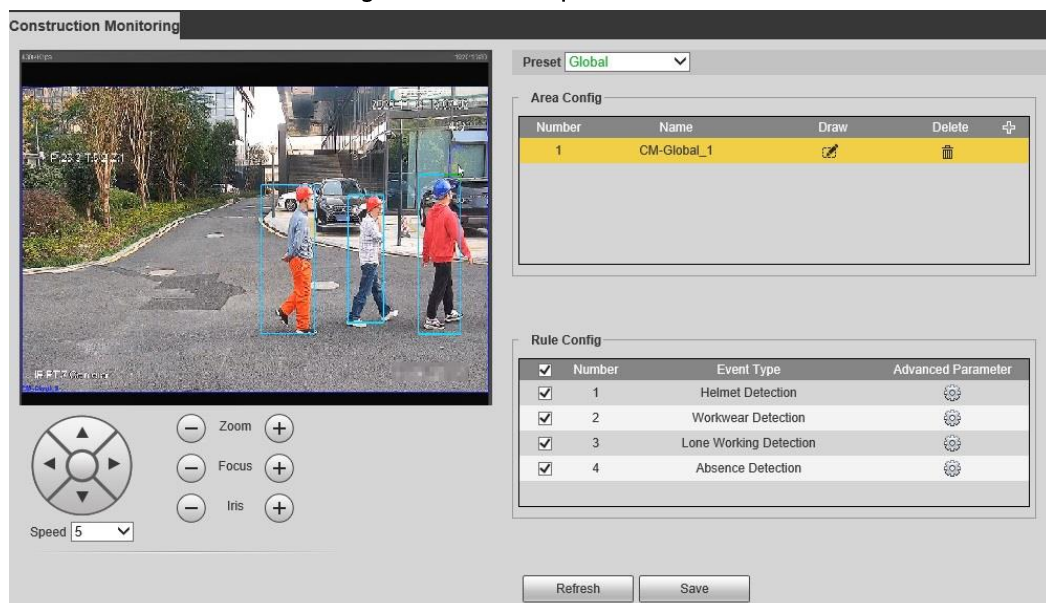 Construction Monitoring
Preset Global
Area Config
Number Name Draw Delete
1 CM-Global_1
Rule Config
Number Event Type Advanced Parameter
1 Helmet Detection
2 Workwear Detection
3 Lone Working Detection
4 Absence Detection
Zoom
Focus
Iris
Speed 5
Refresh Save